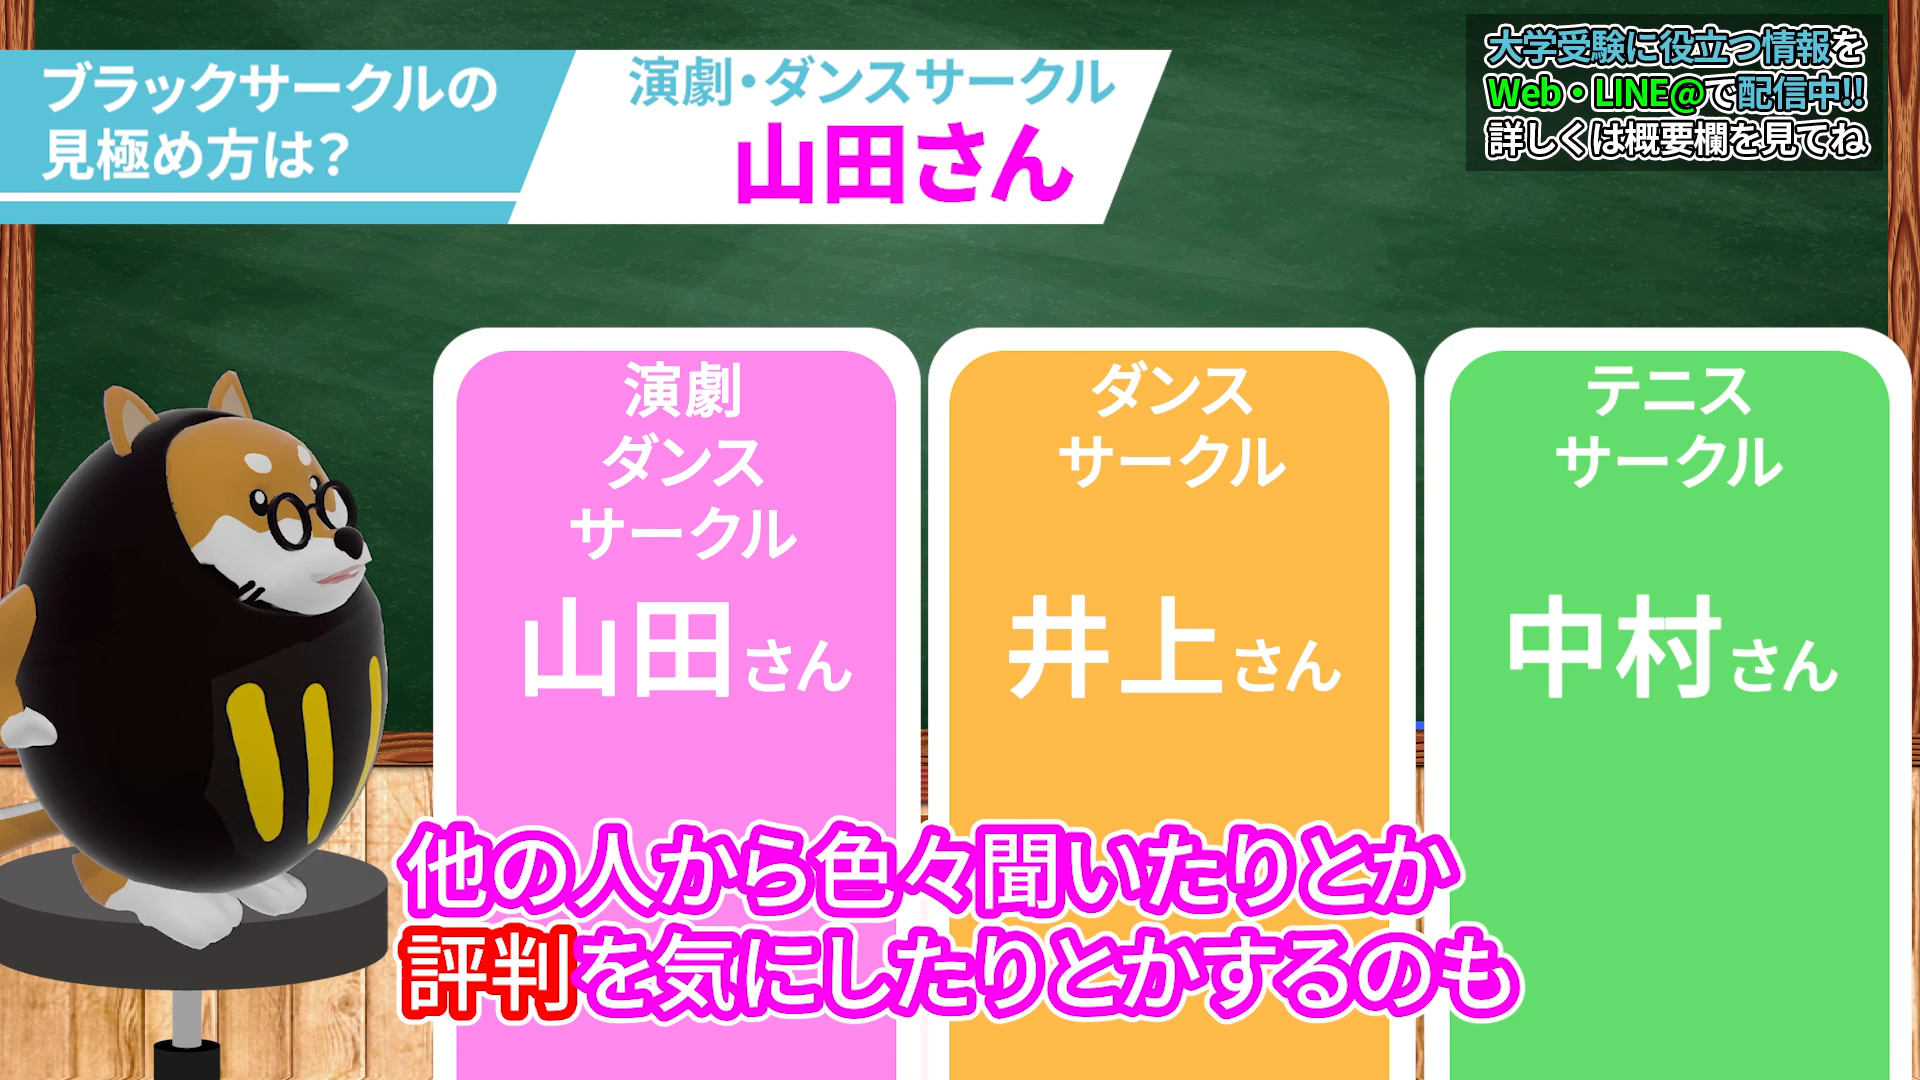 ブラックサークルの
見極め方は？
演劇・ダンスサークル
山田さん
大学受験に役立つ情報を
Web・LINE@で配信中!!
詳しくは概要欄を見てね
演劇
ダンス
サークル
山田さん
ダンス
サークル
井上さん
テニス
サークル
中村さん
他の人から色々聞いたりとか
評判を気にしたりとかするのも